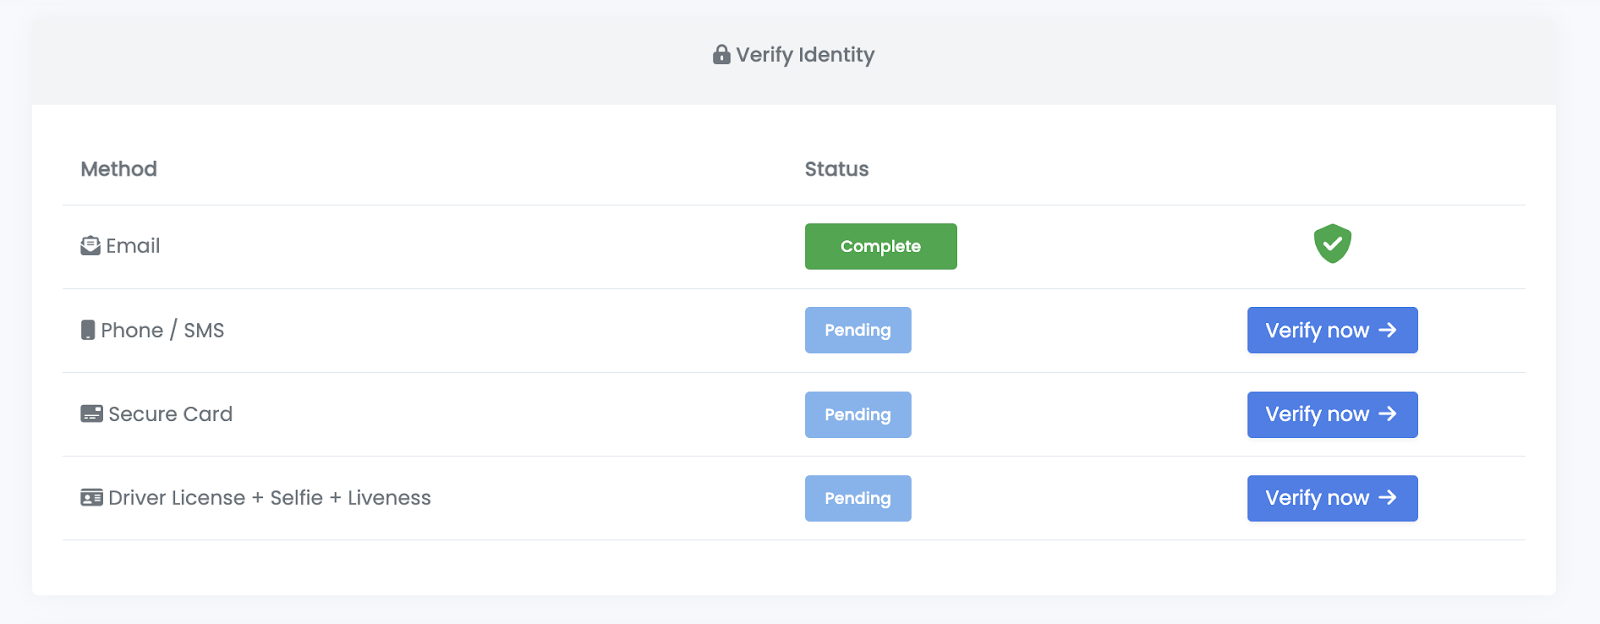 Verify Identity
Method Status
Email Complete
Phone / SMS Pending Verify now →
Secure Card Pending Verify now →
Driver License + Selfie + Liveness Pending Verify now →